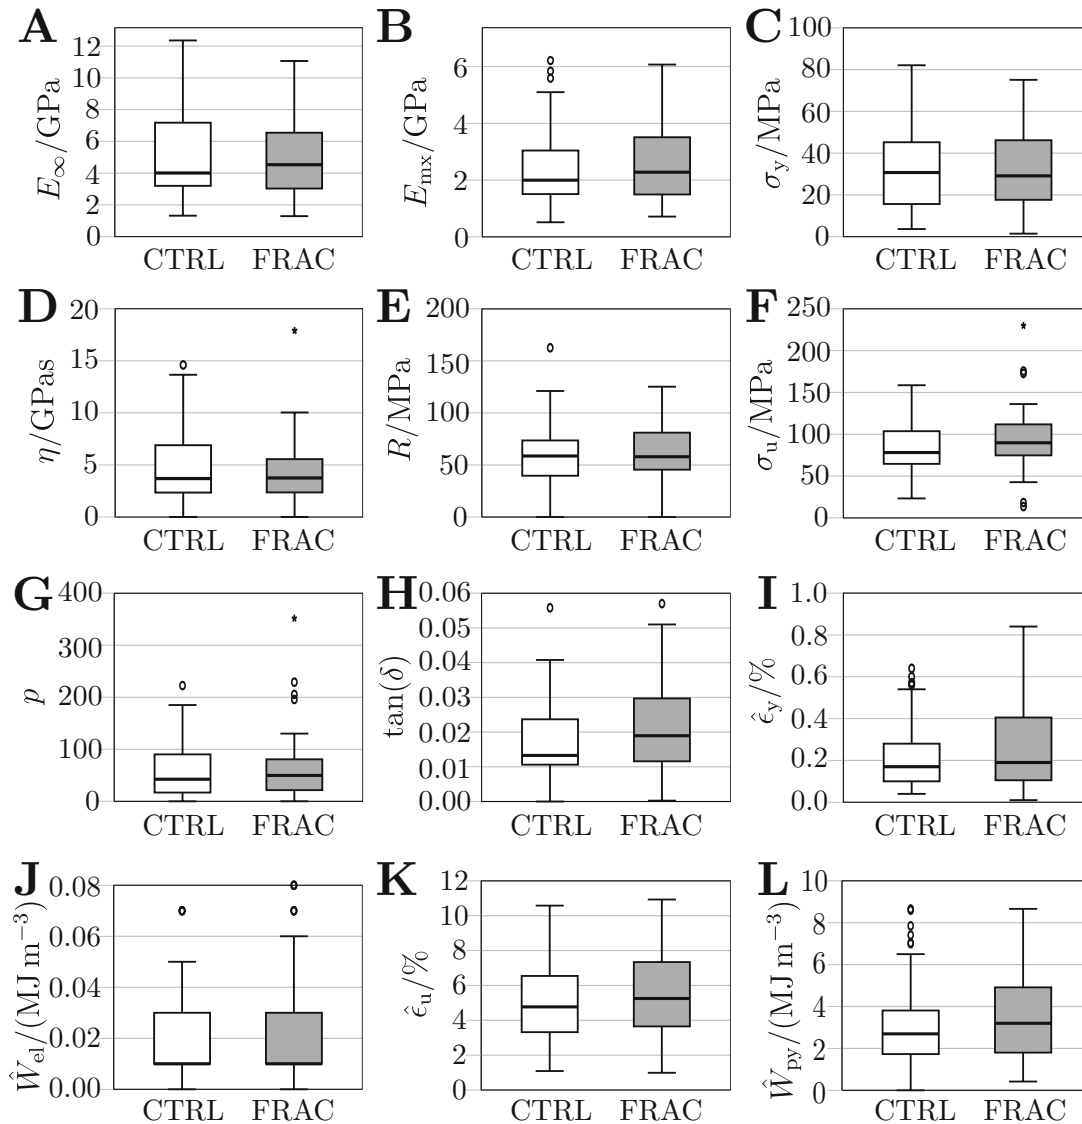 A
E∞/GPa
12
10
8
6
4
2
0
CTRL FRAC
B
Emx/GPa
6
4
2
0
CTRL FRAC
C
σy/MPa
100
80
60
40
20
0
CTRL FRAC
D
η/GPas
20
15
10
5
0
CTRL FRAC
E
R/MPa
200
150
100
50
0
CTRL FRAC
F
σu/MPa
250
200
150
100
50
0
CTRL FRAC
G
p
400
300
200
100
0
CTRL FRAC
H
tan(δ)
0.06
0.05
0.04
0.03
0.02
0.01
0.00
CTRL FRAC
I
ε̂y/%
1.0
0.8
0.6
0.4
0.2
0.0
CTRL FRAC
J
Ŵel/(MJ m⁻³)
0.08
0.06
0.04
0.02
0.00
CTRL FRAC
K
ε̂u/%
12
10
8
6
4
2
0
CTRL FRAC
L
Ŵpy/(MJ m⁻³)
10
8
6
4
2
0
CTRL FRAC